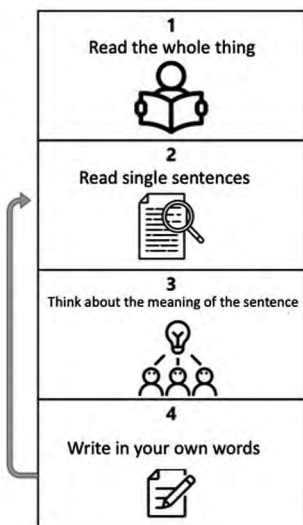 1
Read the whole thing
2
Read single sentences
3
Think about the meaning of the sentence
4
Write in your own words